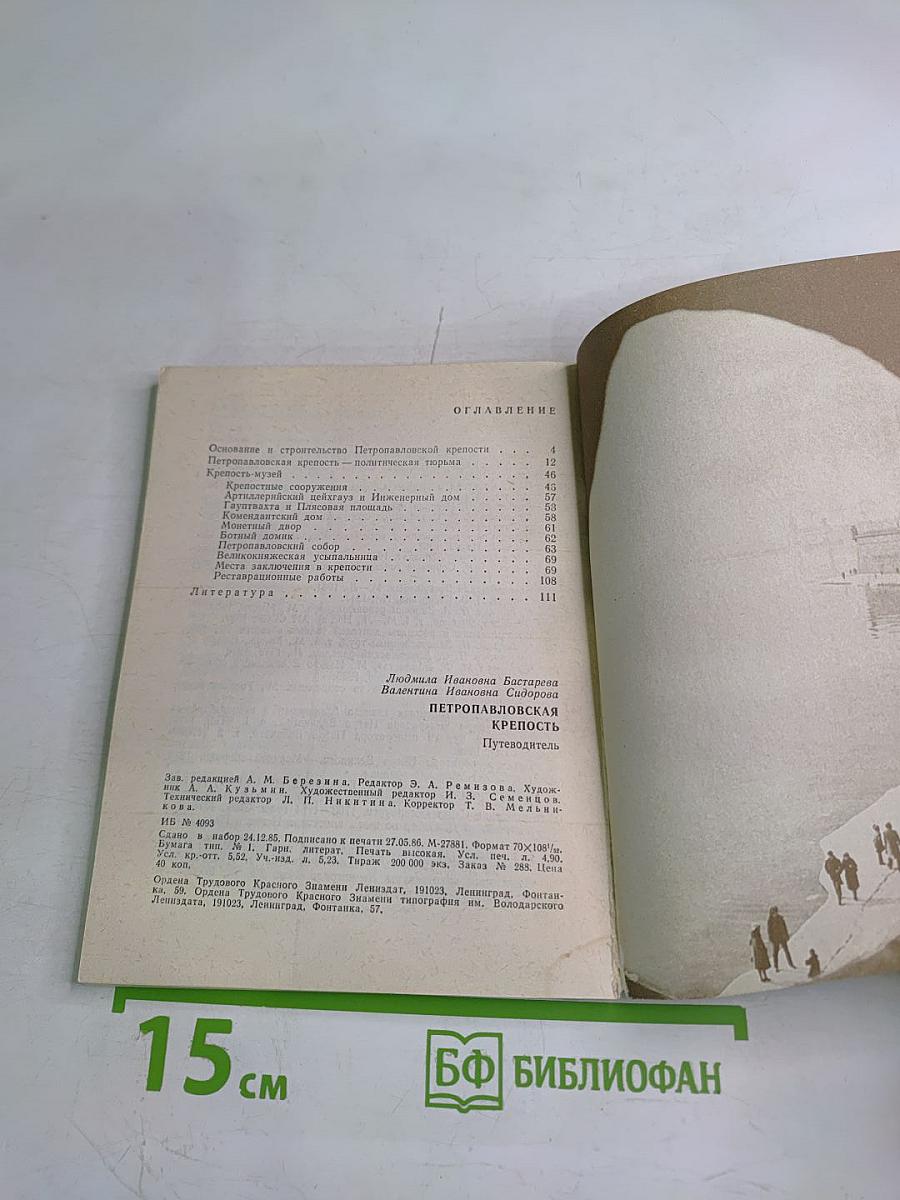 ОГЛАВЛЕНИЕ
Основание и строительство Петропавловской крепости . . . 4
Петропавловская крепость — политическая тюрьма . . . . . 12
Крепость-музей . . . . . . . . . . . . . . . . . . 46
Крепостные сооружения . . . . . . . . . . . . . .
Артиллерийский цейхгауз и Инженерный дом . . . . . 57
Гауптвахта и Плясовая площадь . . . . . . . . . .
Комендантский дом . . . . . . . . . . . . . . . 58
Монетный двор . . . . . . . . . . . . . . . . . 61
Ботный домик . . . . . . . . . . . . . . . . . 62
Петропавловский собор . . . . . . . . . . . . . 63
Великокняжеская усыпальница . . . . . . . . . . 69
Места заключения в крепости . . . . . . . . . . 69
Реставрационные работы . . . . . . . . . . . . 108
Литература . . . . . . . . . . . . . . . . . . 111
Людмила Ивановна Бастарева
Валентина Ивановна Сидорова
ПЕТРОПАВЛОВСКАЯ
КРЕПОСТЬ
Путеводитель
Зав. редакцией А. М. Березина. Редактор Э. А. Ремизова. Худож-
ник А. А. Кузьмин. Художественный редактор И. З. Семенцов.
Технический редактор Л. П. Никитина. Корректор Т. В. Мельни-
кова.
ИБ № 4093
Сдано в набор 24.12.85. Подписано к печати 27.05.86. М-27881. Формат 70×108¹/₃₂.
Бумага тип. № 1. Гарн. литерат. Печать высокая. Усл. печ. л. 4,90.
Усл. кр.-отт. 5,52. Уч.-изд. л. 5,23. Тираж 200 000 экз. Заказ № 288. Цена
40 коп.
Ордена Трудового Красного Знамени Лениздат, 191023, Ленинград, Фонтан-
ка, 59. Ордена Трудового Красного Знамени типография им. Володарского
Лениздата, 191023, Ленинград, Фонтанка, 57.
15 см
БФ БИБЛИОФАН